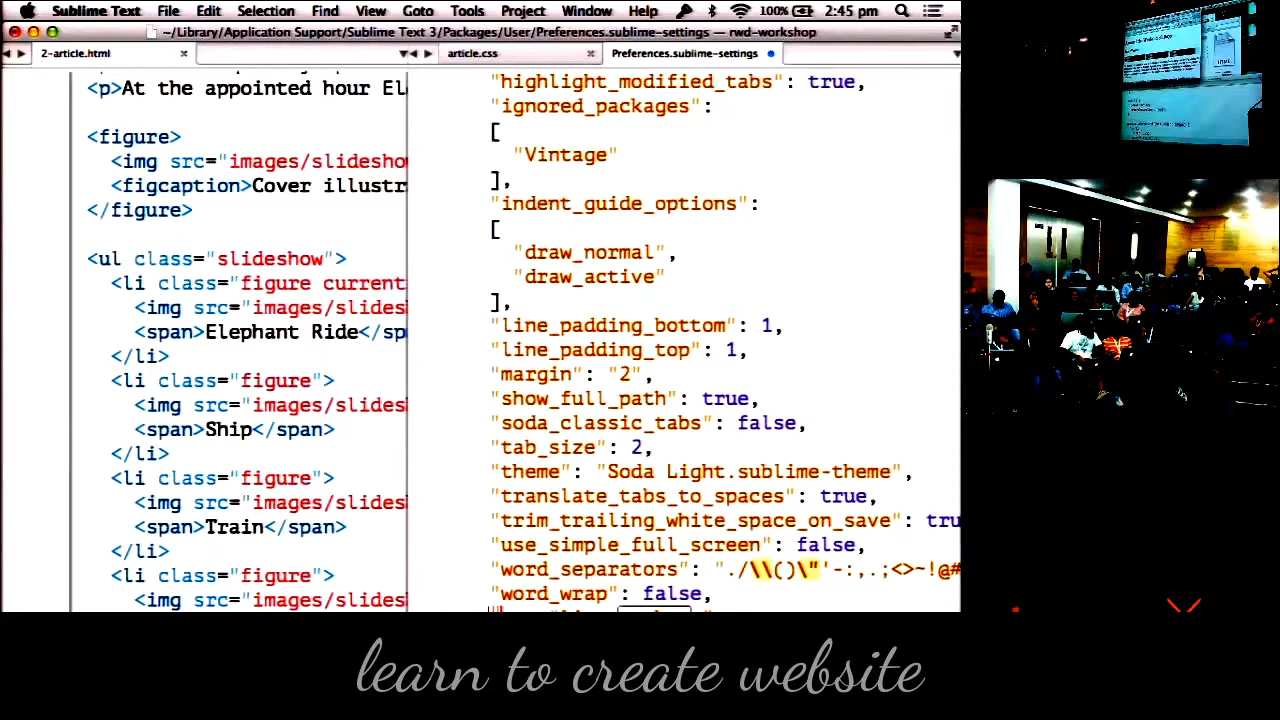 Sublime Text File Edit Selection Find View Goto Tools Project Window Help 100% 2:45 pm
~/Library/Application Support/Sublime Text 3/Packages/User/Preferences.sublime-settings — rwd-workshop
2-article.html article.css Preferences.sublime-settings
<p>At the appointed hour El
<figure>
<img src="images/slidesho
<figcaption>Cover illustr
</figure>
<ul class="slideshow">
<li class="figure current
<img src="images/slides
<span>Elephant Ride</sp
</li>
<li class="figure">
<img src="images/slides
<span>Ship</span>
</li>
<li class="figure">
<img src="images/slides
<span>Train</span>
</li>
<li class="figure">
<img src="images/slides
"highlight_modified_tabs": true,
"ignored_packages":
[
"Vintage"
],
"indent_guide_options":
[
"draw_normal",
"draw_active"
],
"line_padding_bottom": 1,
"line_padding_top": 1,
"margin": "2",
"show_full_path": true,
"soda_classic_tabs": false,
"tab_size": 2,
"theme": "Soda Light.sublime-theme",
"translate_tabs_to_spaces": true,
"trim_trailing_white_space_on_save": tru
"use_simple_full_screen": false,
"word_separators": "./\\()\"'-:,.;<>~!@#
"word_wrap": false,
learn to create website